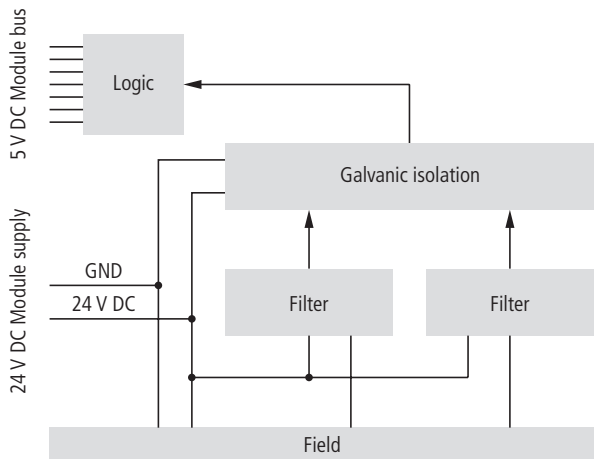 5 V DC Module bus
Logic
Galvanic isolation
24 V DC Module supply
GND
24 V DC
Filter
Filter
Field